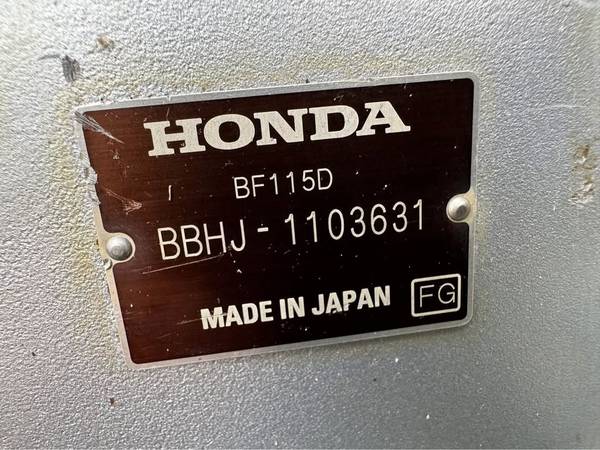 HONDA
BF115D
BBHJ-1103631
MADE IN JAPAN FG